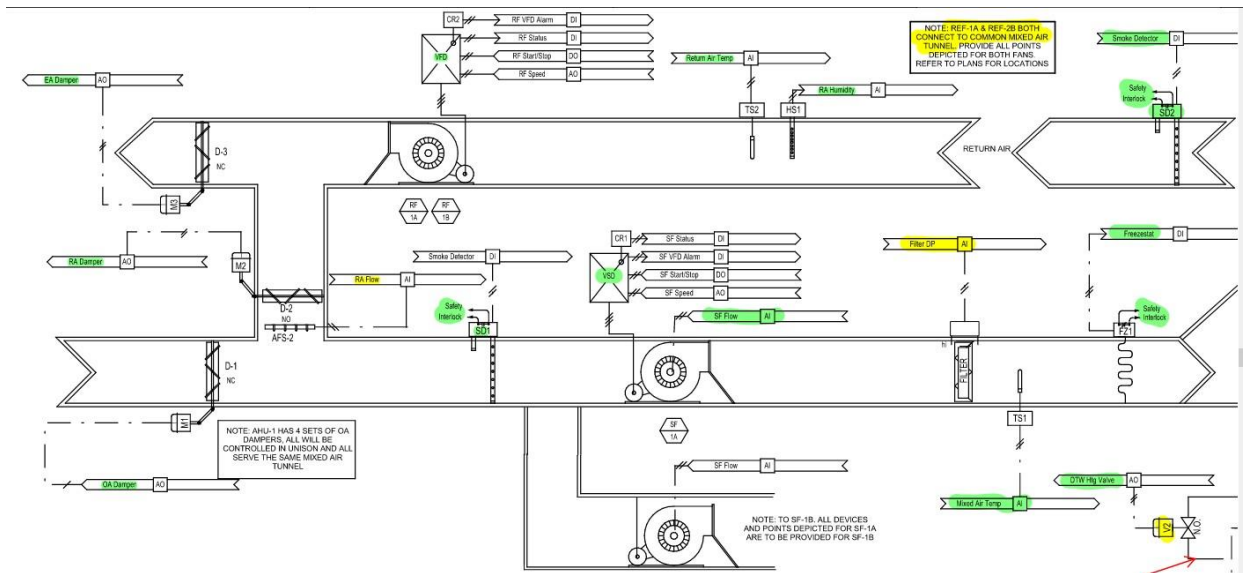 CR2
RF VFD Alarm DI
RF Status DI
RF Start/Stop DO
RF Speed AO
VFD
NOTE: REF-1A & REF-2B BOTH
CONNECT TO COMMON MIXED AIR
TUNNEL. PROVIDE ALL POINTS
DEPICTED FOR BOTH FANS
REFER TO PLANS FOR LOCATIONS
Smoke Detector DI
Return Air Temp AI
EA Damper AO
RA Humidity AI
Safety
Interlock
TS2
HS1
SD2
D-3
NC
RETURN AIR
M3
RF
1A
RF
1B
CR1
SF Status DI
SF VFD Alarm DI
SF Start/Stop DO
SF Speed AO
VSD
Filter DP AI
Freezestat DI
Smoke Detector DI
RA Damper AO
M2
RA Flow AI
D-2
NO
AFS-2
Safety
Interlock
SD1
SF Flow AI
Safety
Interlock
FZ1
hi
D-1
NC
FILTER
M1
TS1
NOTE: AHU-1 HAS 4 SETS OF OA
DAMPERS, ALL WILL BE
CONTROLLED IN UNISON AND ALL
SERVE THE SAME MIXED AIR
TUNNEL
SF
1A
SF Flow AI
OA Damper AO
DTW Htg Valve AO
Mixed Air Temp AI
NOTE: TO SF-1B. ALL DEVICES
AND POINTS DEPICTED FOR SF-1A
ARE TO BE PROVIDED FOR SF-1B
V2
N.O.